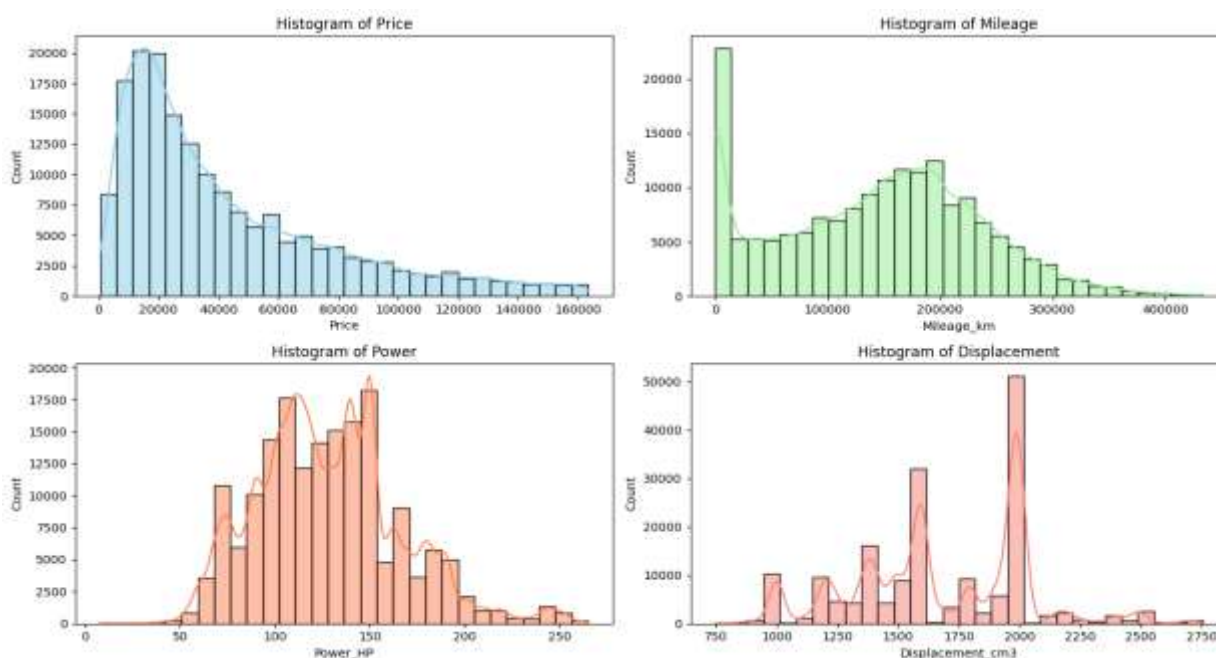 Histogram of Price
20000
17500
15000
12500
10000
7500
5000
2500
0
Count
0 20000 40000 60000 80000 100000 120000 140000 160000
Price
Histogram of Mileage
20000
15000
10000
5000
0
Count
0 100000 200000 300000 400000
Mileage_km
Histogram of Power
20000
17500
15000
12500
10000
7500
5000
2500
0
Count
0 50 100 150 200 250
Power_HP
Histogram of Displacement
50000
40000
30000
20000
10000
0
Count
750 1000 1250 1500 1750 2000 2250 2500 2750
Displacement_cm3